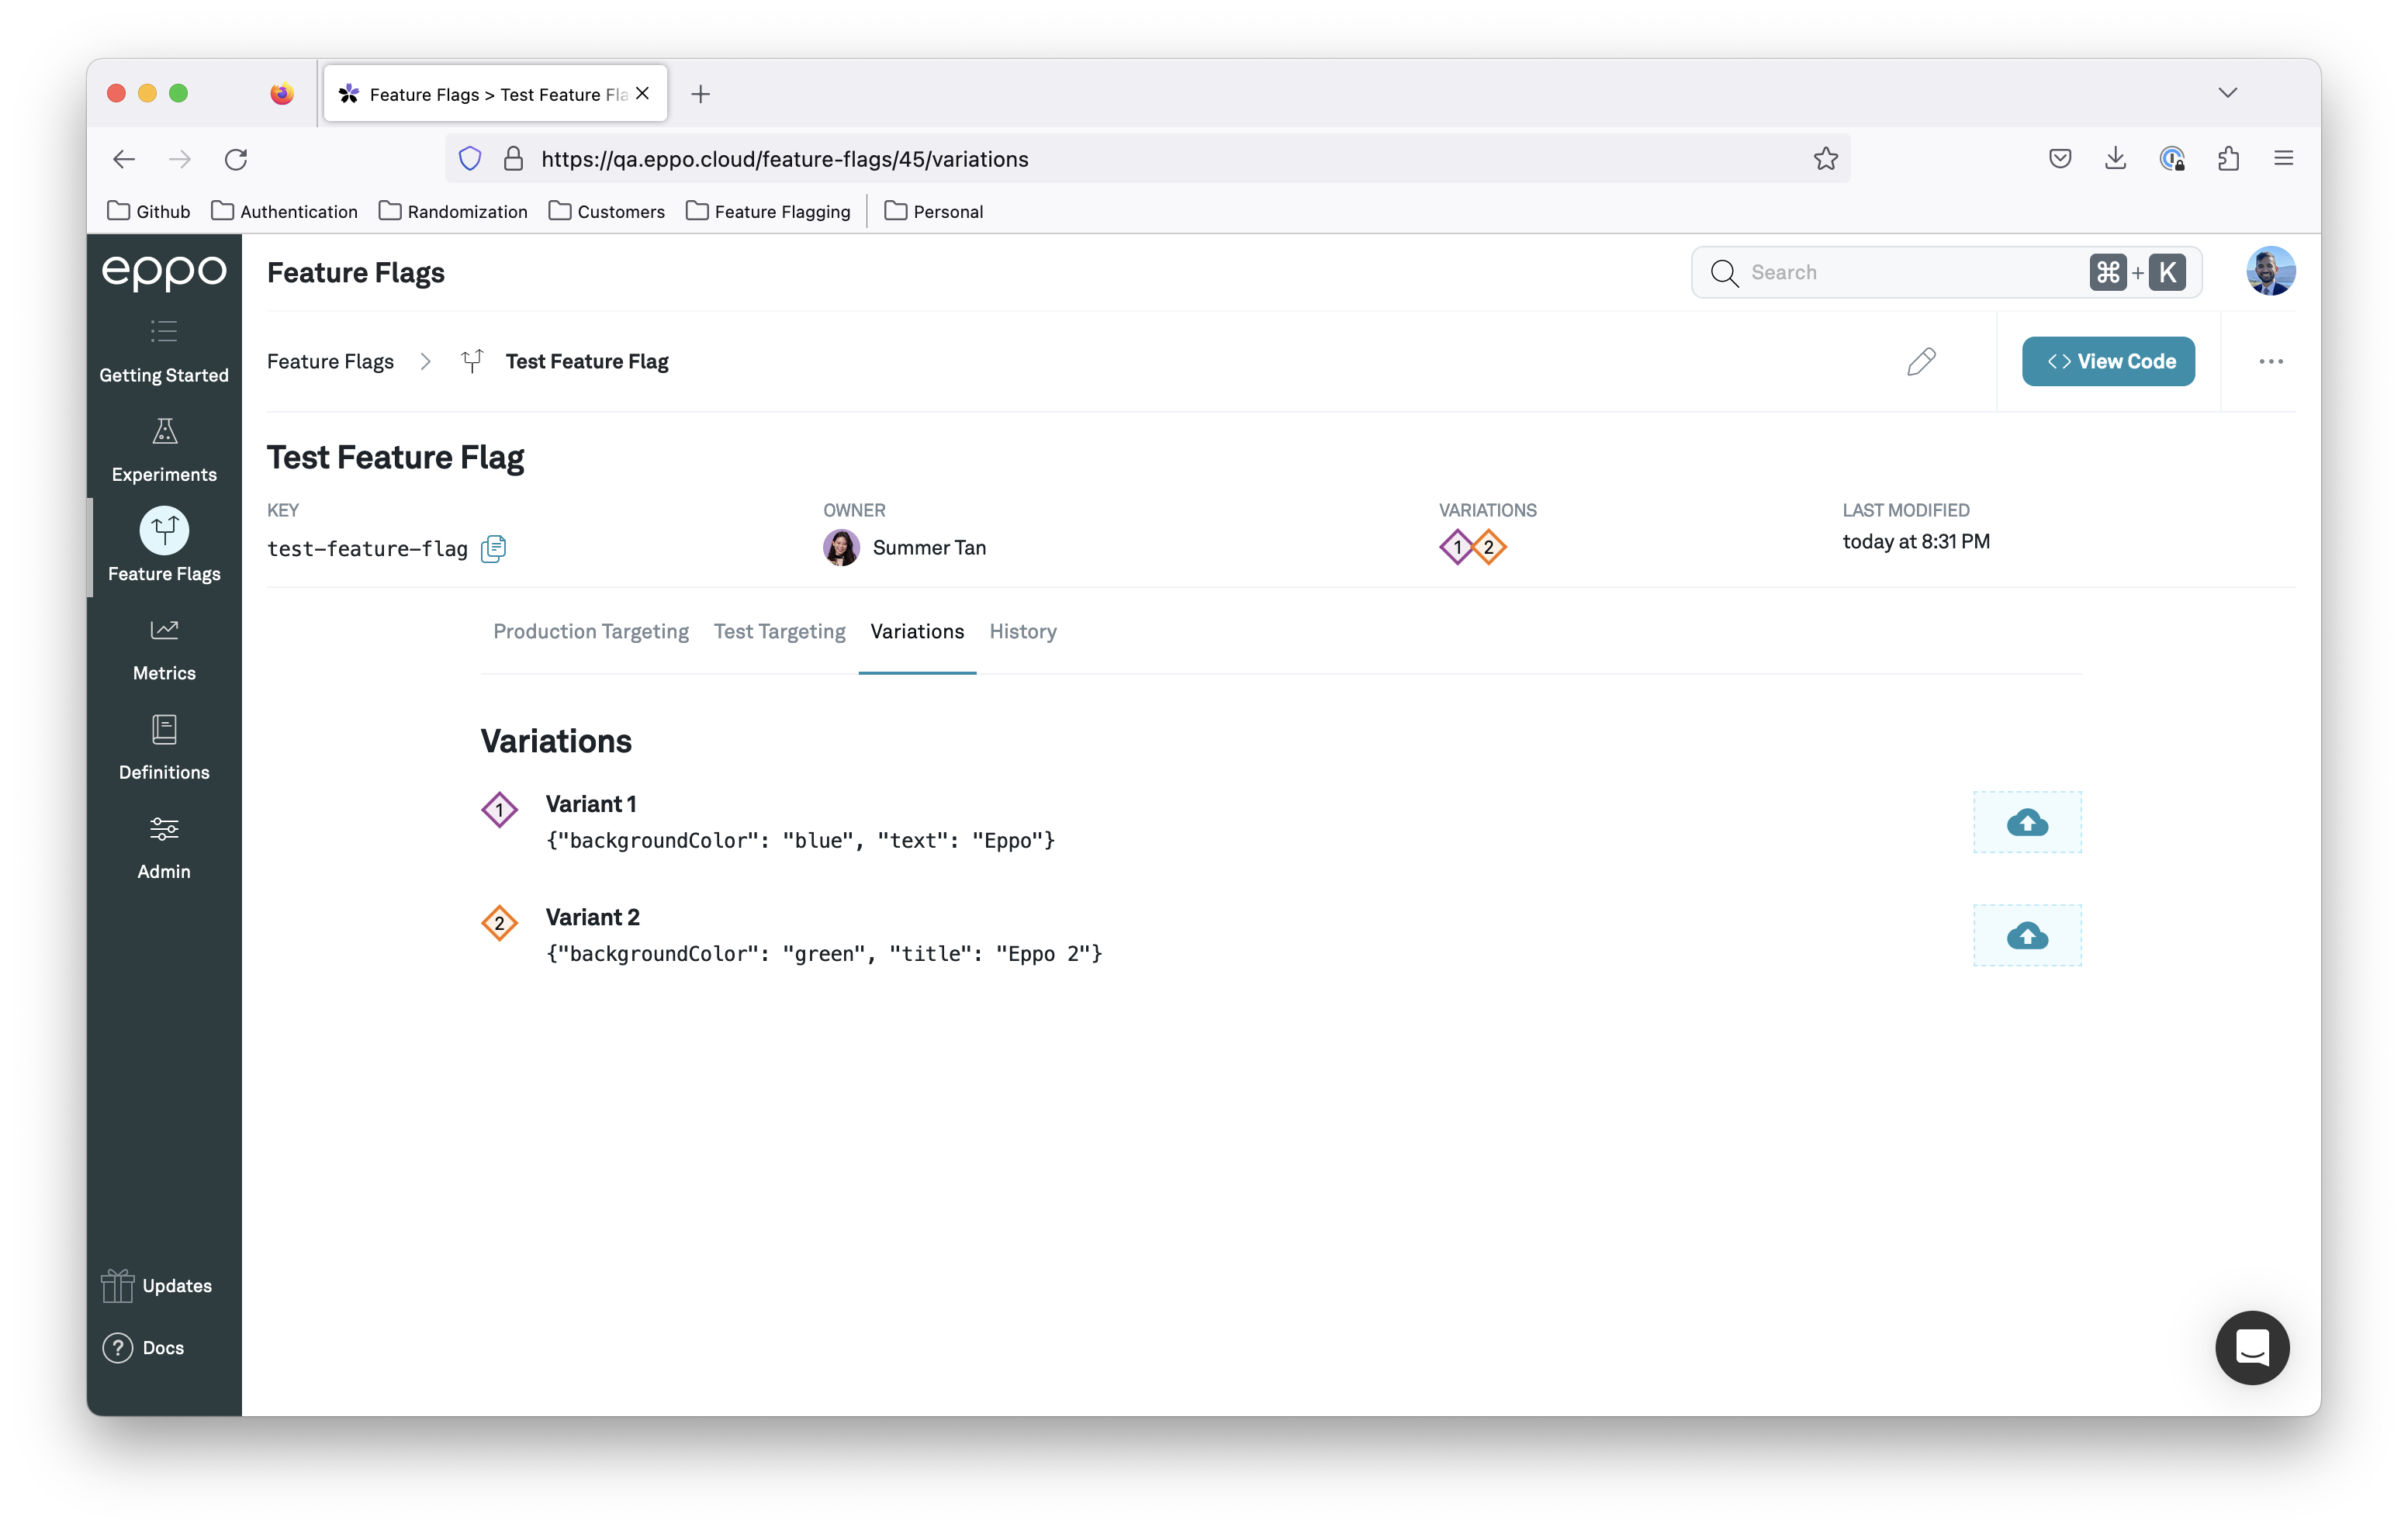 Feature Flags > Test Feature Fla
https://qa.eppo.cloud/feature-flags/45/variations
Github
Authentication
Randomization
Customers
Feature Flagging
Personal
eppo
Feature Flags
Search
⌘ + K
Getting Started
Experiments
Feature Flags
Metrics
Definitions
Admin
Updates
? Docs
Feature Flags > Test Feature Flag
<> View Code
Test Feature Flag
KEY
test-feature-flag
OWNER
Summer Tan
VARIATIONS
1 2
LAST MODIFIED
today at 8:31 PM
Production Targeting
Test Targeting
Variations
History
Variations
1 Variant 1
{"backgroundColor": "blue", "text": "Eppo"}
2 Variant 2
{"backgroundColor": "green", "title": "Eppo 2"}